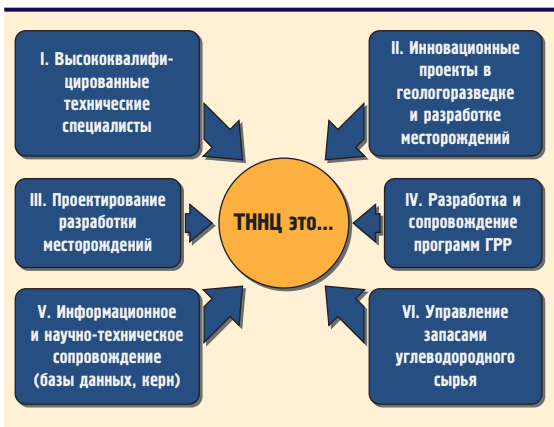 I. Высококвалифи-
цированные
технические
специалисты
II. Инновационные
проекты в
геологоразведке
и разработке
месторождений
III. Проектирование
разработки
месторождений
ТННЦ это...
IV. Разработка и
сопровождение
программ ГРР
V. Информационное
и научно-техническое
сопровождение
(базы данных, керн)
VI. Управление
запасами
углеводородного
сырья